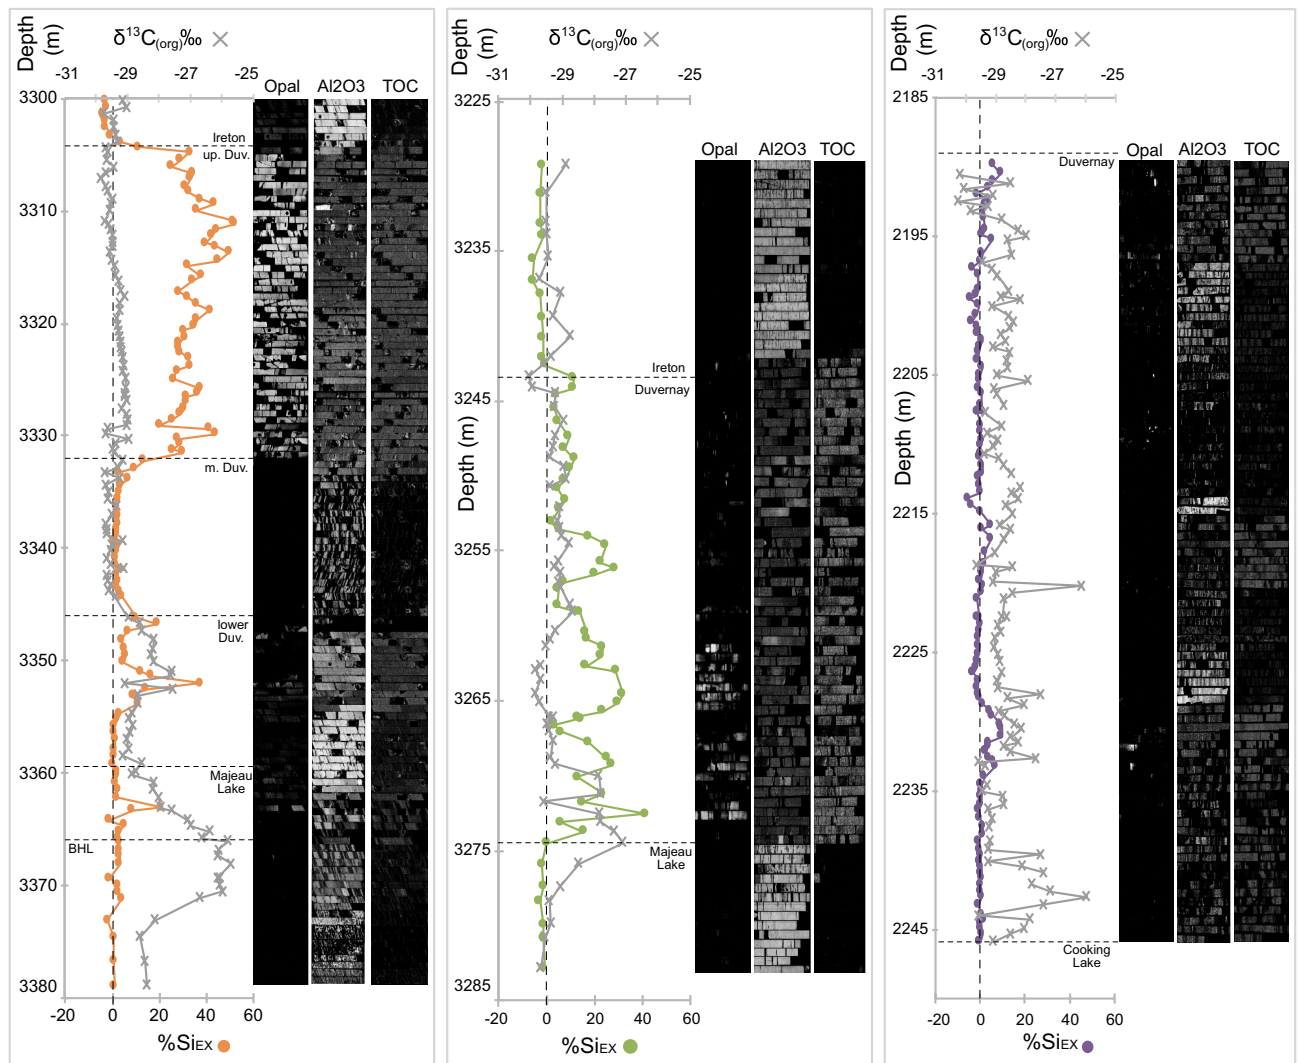 Depth (m)
δ¹³C(org)‰
-31 -29 -27 -25
Opal Al2O3 TOC
3300
Ireton
up. Duv.
3310
3320
3330
m. Duv.
3340
lower
Duv.
3350
3360
Majeau
Lake
BHL
3370
3380
-20 0 20 40 60
%SiEX
Depth (m)
δ¹³C(org)‰
-31 -29 -27 -25
3225
Opal Al2O3 TOC
3235
Ireton
Duvernay
3245
Depth (m)
3255
3265
3275
Majeau
Lake
3285
-20 0 20 40 60
%SiEX
Depth (m)
δ¹³C(org)‰
-31 -29 -27 -25
2185
Opal Al2O3 TOC
Duvernay
2195
2205
Depth (m)
2215
2225
2235
2245
Cooking
Lake
-20 0 20 40 60
%SiEX